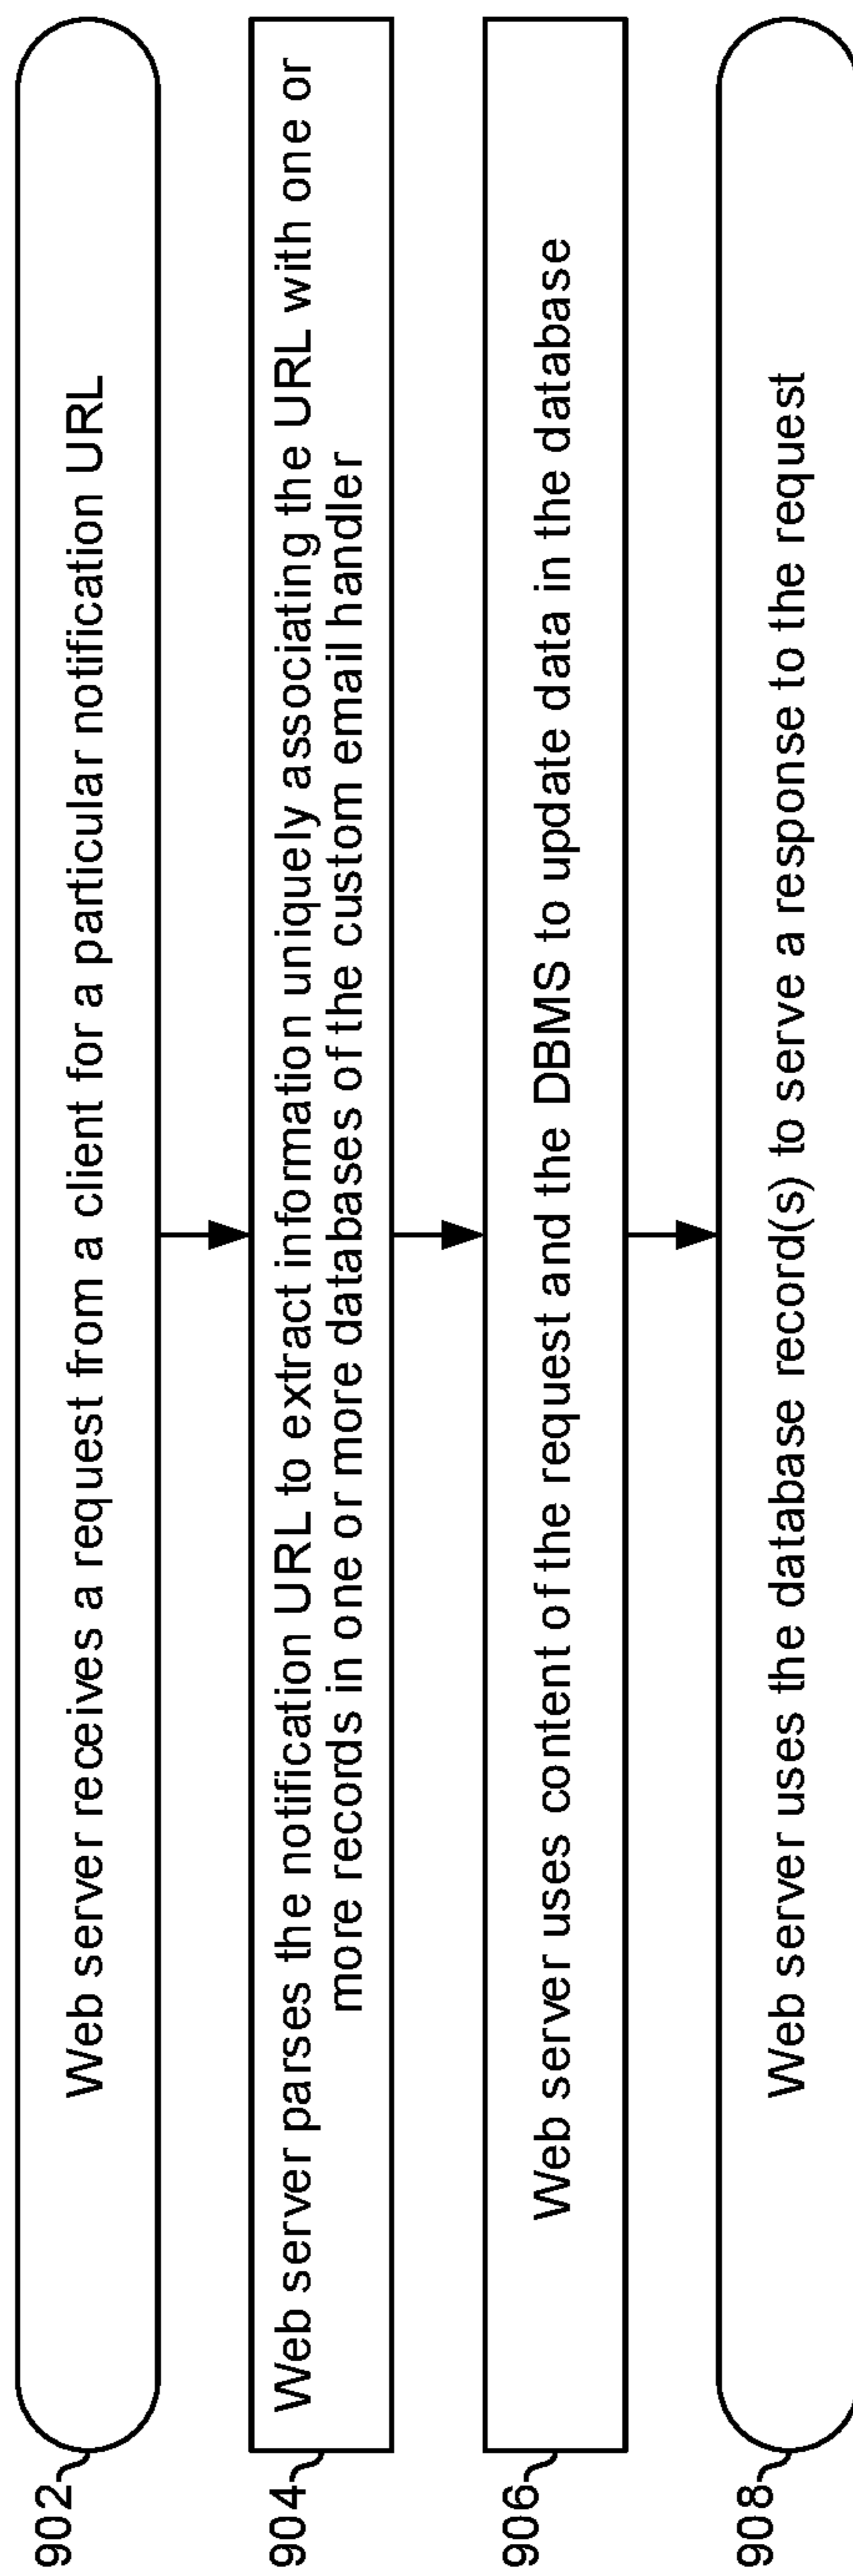 902
Web server receives a request from a client for a particular notification URL
904
Web server parses the notification URL to extract information uniquely associating the URL with one or
more records in one or more databases of the custom email handler
906
Web server uses content of the request and the DBMS to update data in the database
908
Web server uses the database record(s) to serve a response to the request